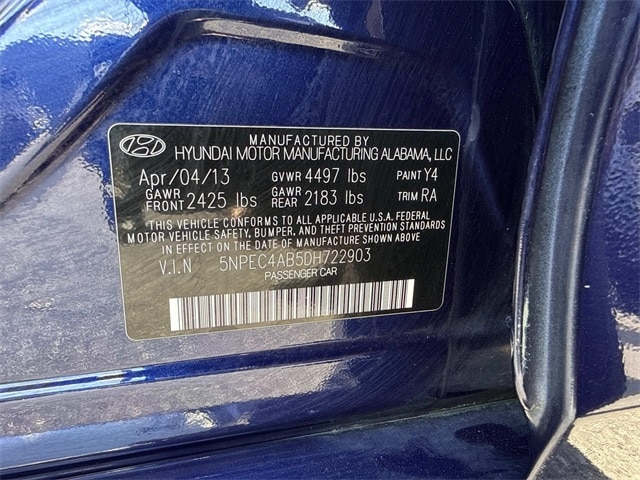 MANUFACTURED BY
HYUNDAI MOTOR MANUFACTURING ALABAMA, LLC
Apr/04/13 GVWR 4497 lbs PAINT Y4
GAWR FRONT 2425 lbs GAWR REAR 2183 lbs TRIM RA
THIS VEHICLE CONFORMS TO ALL APPLICABLE U.S.A. FEDERAL
MOTOR VEHICLE SAFETY, BUMPER, AND THEFT PREVENTION STANDARDS
IN EFFECT ON THE DATE OF MANUFACTURE SHOWN ABOVE
V.I.N 5NPEC4AB5DH722903
PASSENGER CAR